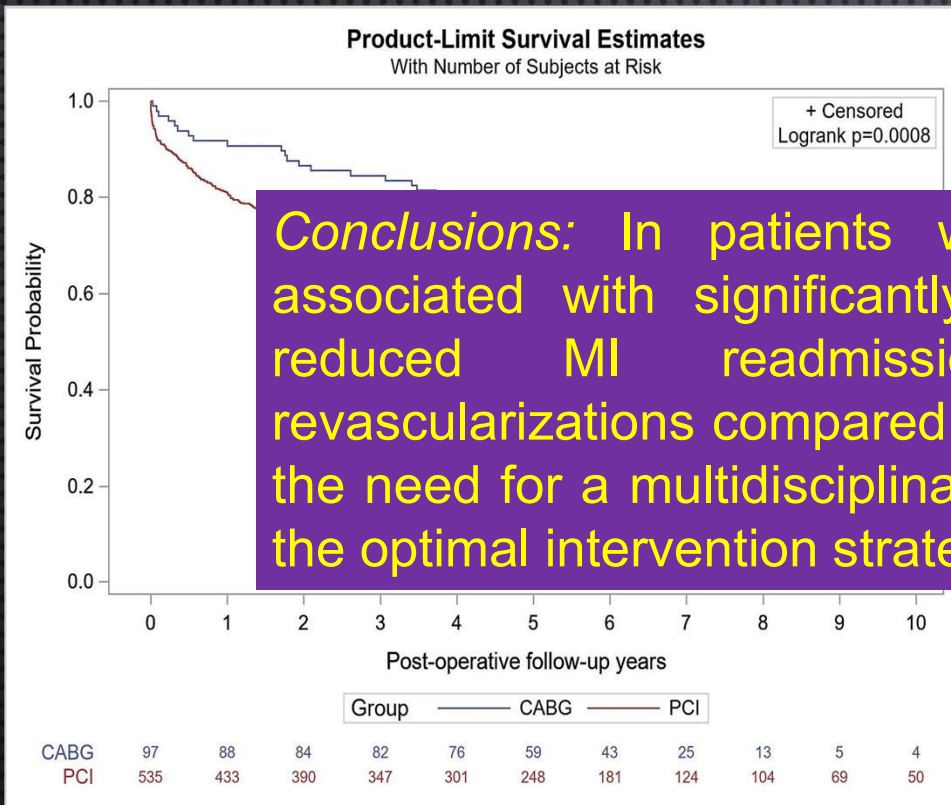 Product-Limit Survival Estimates
With Number of Subjects at Risk
+ Censored
Logrank p=0.0008
1.0
0.8
0.6
0.4
0.2
0.0
Survival Probability
Conclusions: In patients
associated with
reduced MI
revascularizations compared
the need for a
the optimal intervention
0 1 2 3 4 5 6 7 8 9 10
Post-operative follow-up years
Group CABG PCI
CABG 97 88 84 82 76 59 43 25 13 5 4
PCI 535 433 390 347 301 248 181 124 104 69 50